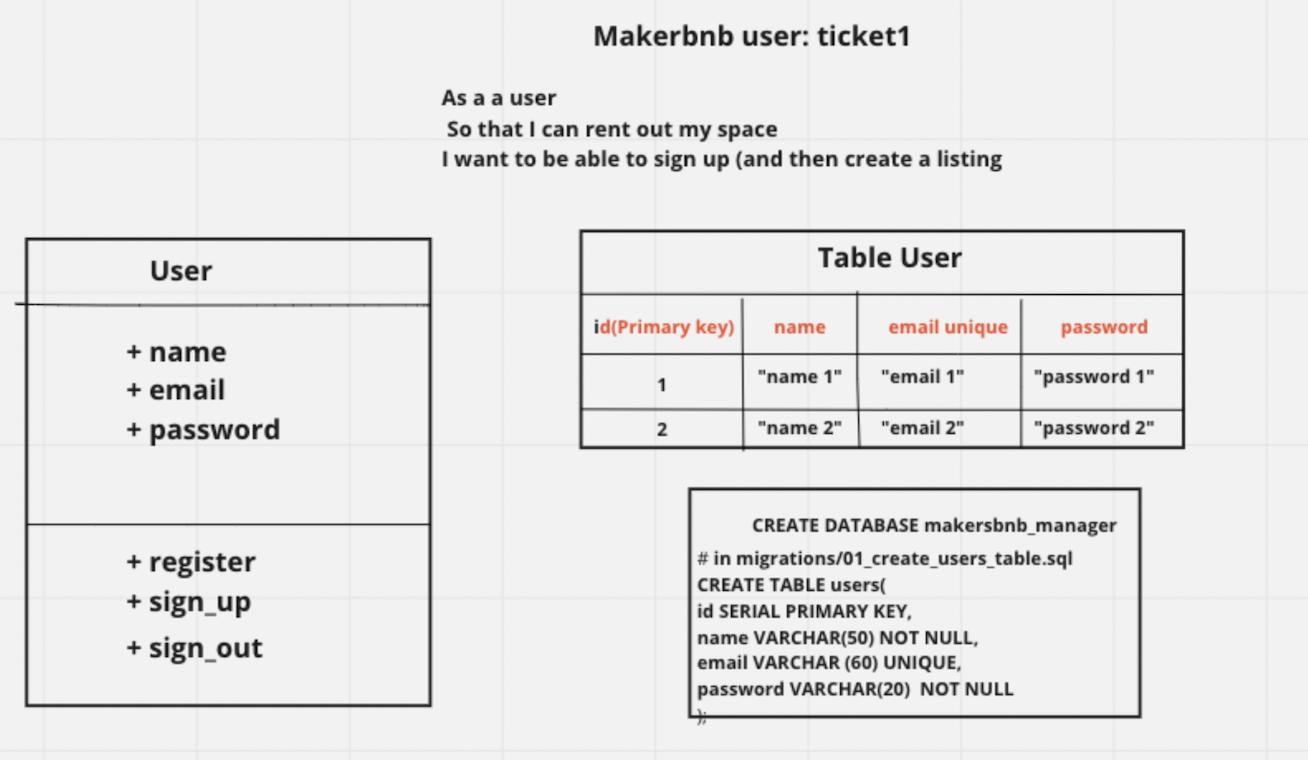 Makerbnb user: ticket1
As a a user
So that I can rent out my space
I want to be able to sign up (and then create a listing
User
+ name
+ email
+ password
+ register
+ sign_up
+ sign_out
Table User
id(Primary key) name email unique password
1 "name 1" "email 1" "password 1"
2 "name 2" "email 2" "password 2"
CREATE DATABASE makersbnb_manager
# in migrations/01_create_users_table.sql
CREATE TABLE users(
id SERIAL PRIMARY KEY,
name VARCHAR(50) NOT NULL,
email VARCHAR (60) UNIQUE,
password VARCHAR(20)  NOT NULL
);